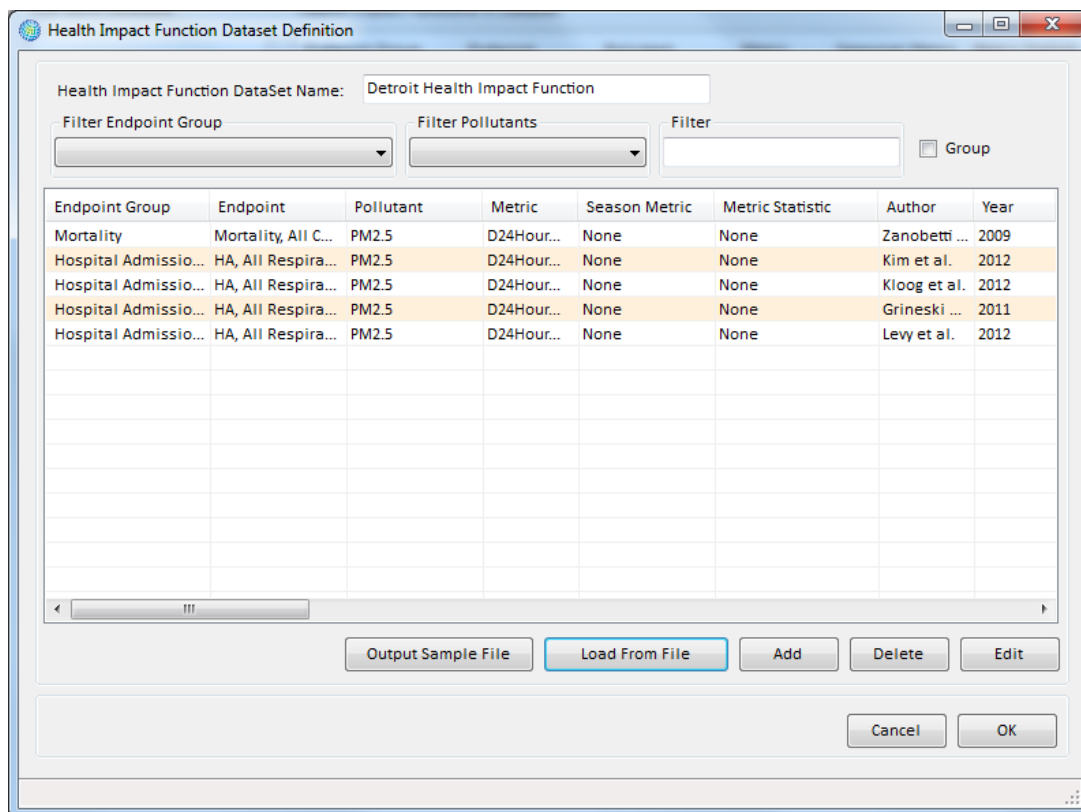 Health Impact Function Dataset Definition
Health Impact Function DataSet Name: Detroit Health Impact Function
Filter Endpoint Group Filter Pollutants Filter
Group
Endpoint Group Endpoint Pollutant Metric Season Metric Metric Statistic Author Year
Mortality Mortality, All C... PM2.5 D24Hour... None None Zanobetti ... 2009
Hospital Admissio... HA, All Respira... PM2.5 D24Hour... None None Kim et al. 2012
Hospital Admissio... HA, All Respira... PM2.5 D24Hour... None None Kloog et al. 2012
Hospital Admissio... HA, All Respira... PM2.5 D24Hour... None None Grineski ... 2011
Hospital Admissio... HA, All Respira... PM2.5 D24Hour... None None Levy et al. 2012
Output Sample File Load From File Add Delete Edit
Cancel OK